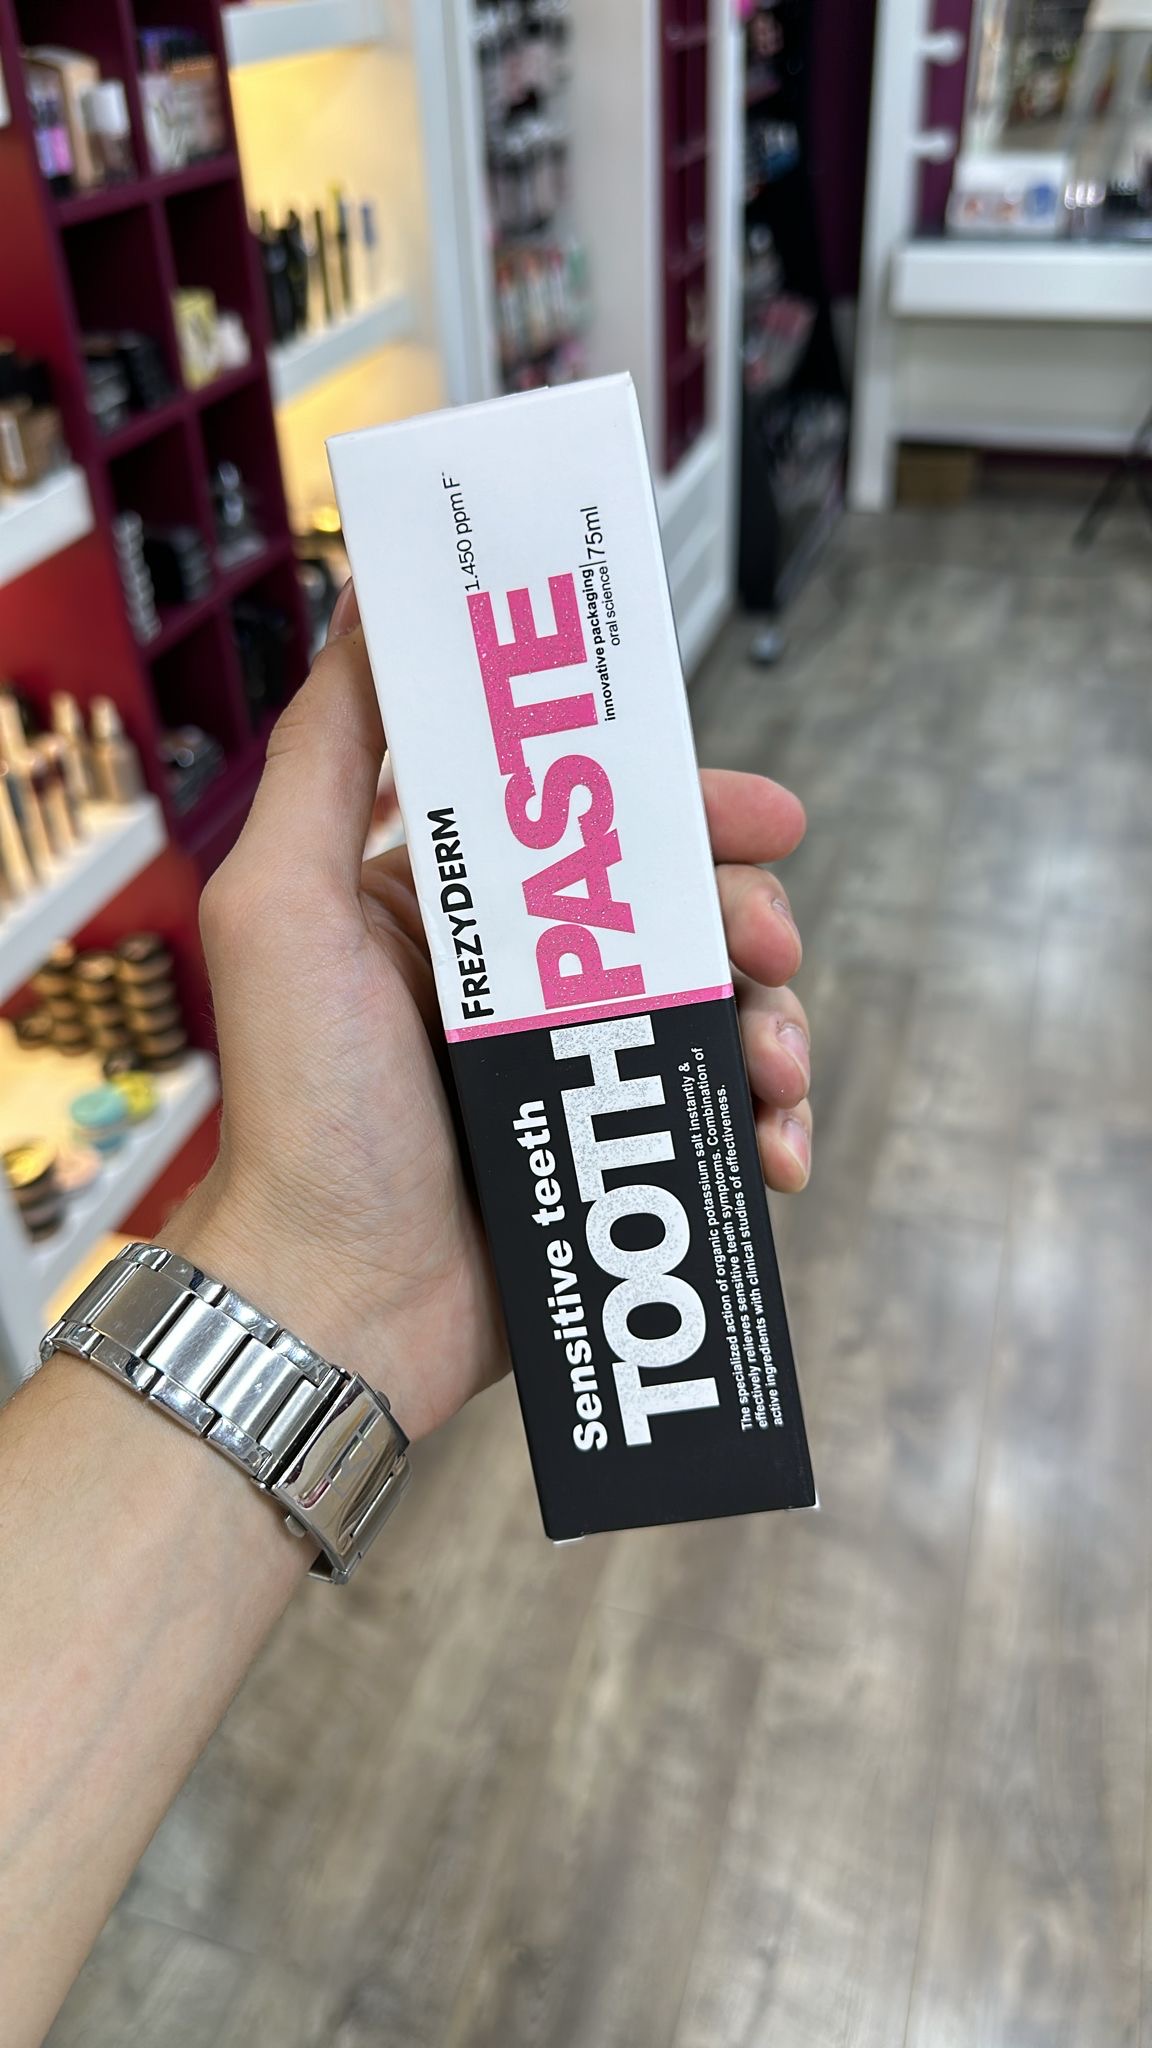 FREZYDERM
Sensitive teeth
TOOTH PASTE
1.450 ppm F-
The specialized action of organic potassium salt instantly &
effectively relieves sensitive teeth symptoms. Combination of
active ingredients with clinical studies of effectiveness.
innovative packaging
oral science
75ml